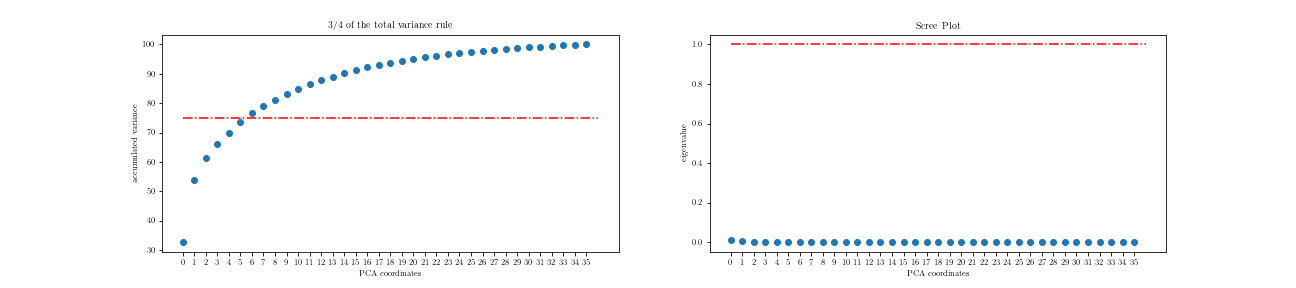 3/4 of the total variance rule
accumulated variance
100
90
80
70
60
50
40
30
0 1 2 3 4 5 6 7 8 9 10 11 12 13 14 15 16 17 18 19 20 21 22 23 24 25 26 27 28 29 30 31 32 33 34 35
PCA coordinates
Scree Plot
eigenvalue
1.0
0.8
0.6
0.4
0.2
0.0
0 1 2 3 4 5 6 7 8 9 10 11 12 13 14 15 16 17 18 19 20 21 22 23 24 25 26 27 28 29 30 31 32 33 34 35
PCA coordinates